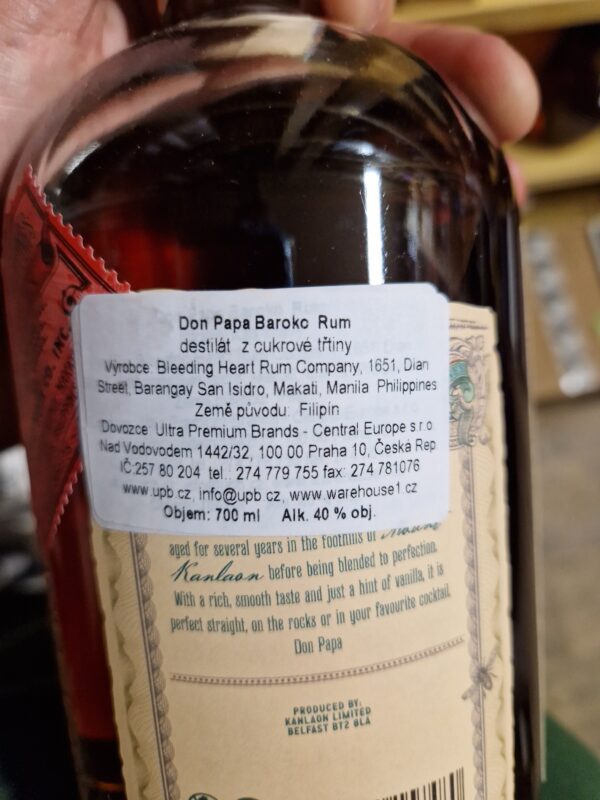 CO. INC.
Don Papa Baroko Rum
destilát z cukrové třtiny
Výrobce: Bleeding Heart Rum Company, 1651, Dian
Street, Barangay San Isidro, Makati, Manila Philippines
Země původu: Filipín
Dovozce: Ultra Premium Brands - Central Europe s.r.o.
Nad Vodovodem 1442/32, 100 00 Praha 10, Česká Rep.
IČ:257 80 204 tel.: 274 779 755 fax: 274 781076
www.upb.cz, info@upb.cz, www.warehouse1.cz
Objem: 700 ml Alk. 40 % obj.
aged for several years in the foothills of Mount
Kanlaon before being blended to perfection.
With a rich, smooth taste and just a hint of vanilla, it is
perfect straight, on the rocks or in your favourite cocktail.
Don Papa
PRODUCED BY:
KANLAON LIMITED
BELFAST BT2 8LA